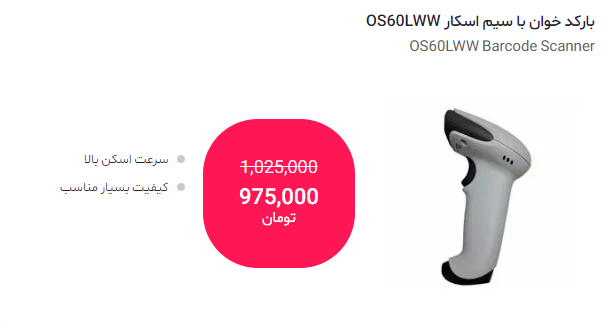 بارکد خوان با سیم اسکار OS60LWW
OS60LWW Barcode Scanner
1,025,000
975,000
تومان
سرعت اسکن بالا
کیفیت بسیار مناسب